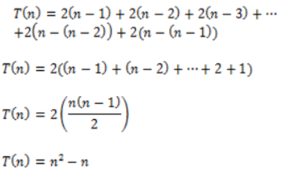 T(n) = 2(n − 1) + 2(n − 2) + 2(n − 3) + ⋯
+2(n − (n − 2)) + 2(n − (n − 1))
T(n) = 2((n − 1) + (n − 2) + ⋯ + 2 + 1)
T(n) = 2(n(n − 1)/2)
T(n) = n² − n